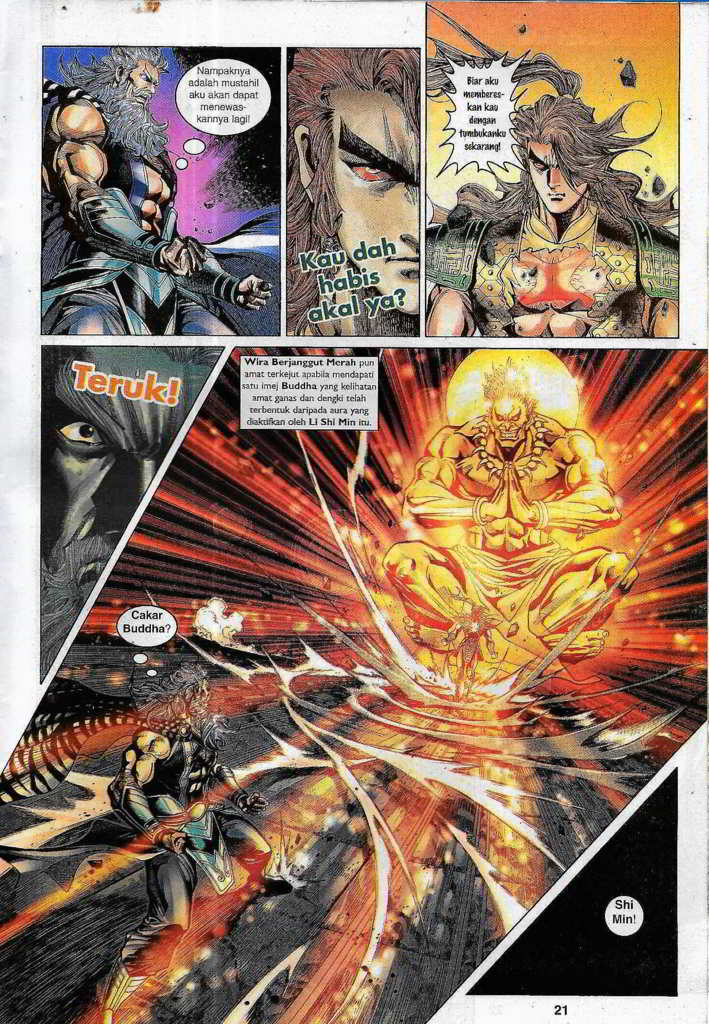 Nampaknya
adalah mustahil
aku akan dapat
menewas-
kannya lagi!
Kau dah
habis
akal ya?
Biar aku
memberes-
kan kau
dengan
tumbukanku
sekarang!
Teruk!
Wira Berjanggut Merah pun
amat terkejut apabila mendapati
satu imej Buddha yang kelihatan
amat ganas dan dengki telah
terbentuk daripada aura yang
diaktifkan oleh Li Shi Min itu.
Cakar
Buddha?
Shi
Min!
21